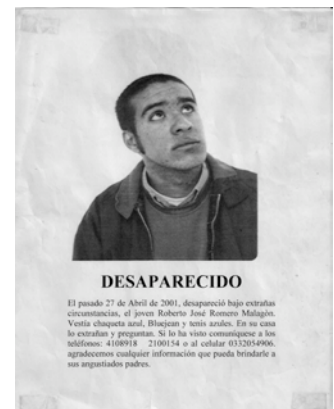 DESAPARECIDO
El pasado 27 de Abril de 2001, desapareció bajo extrañas
circunstancias, el joven Roberto José Romero Malagón.
Vestía chaqueta azul, Bluejean y tenis azules. En su casa
lo extrañan y preguntan. Si lo ha visto comuníquese a los
teléfonos: 4108918 2100154 o al celular 0332054906.
agradecemos cualquier información que pueda brindarle a
sus angustiados padres.